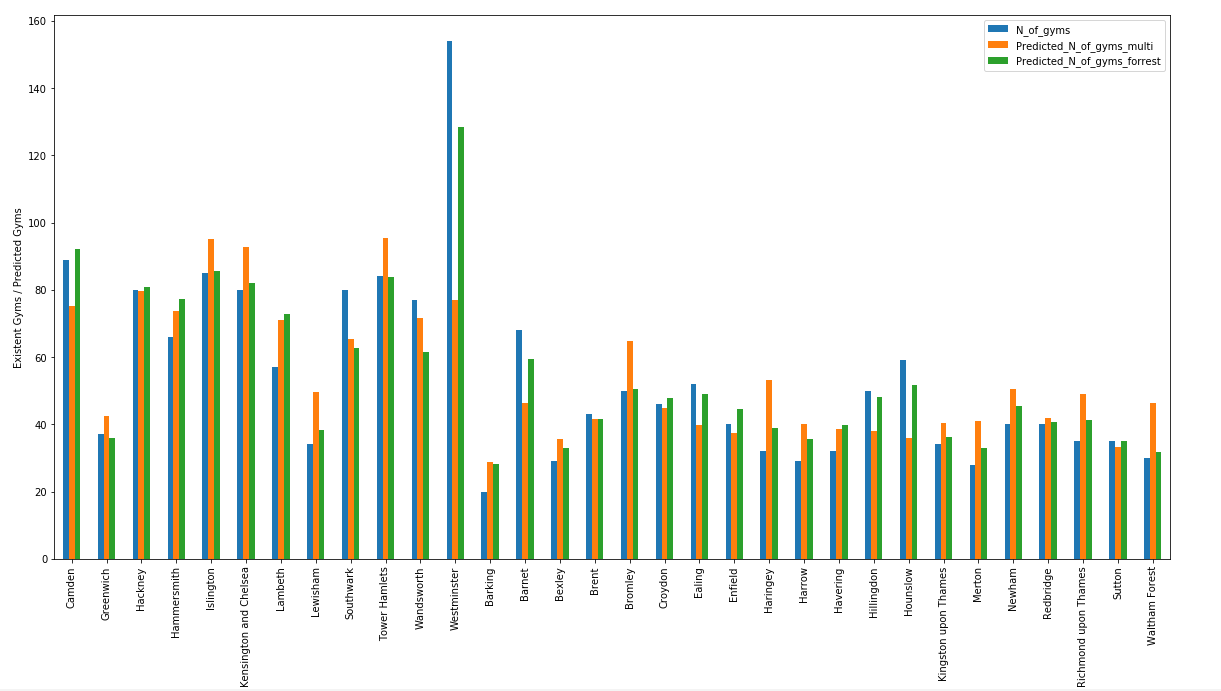 N_of_gyms
Predicted_N_of_gyms_multi
Predicted_N_of_gyms_forrest
Existent Gyms / Predicted Gyms
160
140
120
100
80
60
40
20
0
Camden
Greenwich
Hackney
Hammersmith
Islington
Kensington and Chelsea
Lambeth
Lewisham
Southwark
Tower Hamlets
Wandsworth
Westminster
Barking
Barnet
Bexley
Brent
Bromley
Croydon
Ealing
Enfield
Haringey
Harrow
Havering
Hillingdon
Hounslow
Kingston upon Thames
Merton
Newham
Redbridge
Richmond upon Thames
Sutton
Waltham Forest